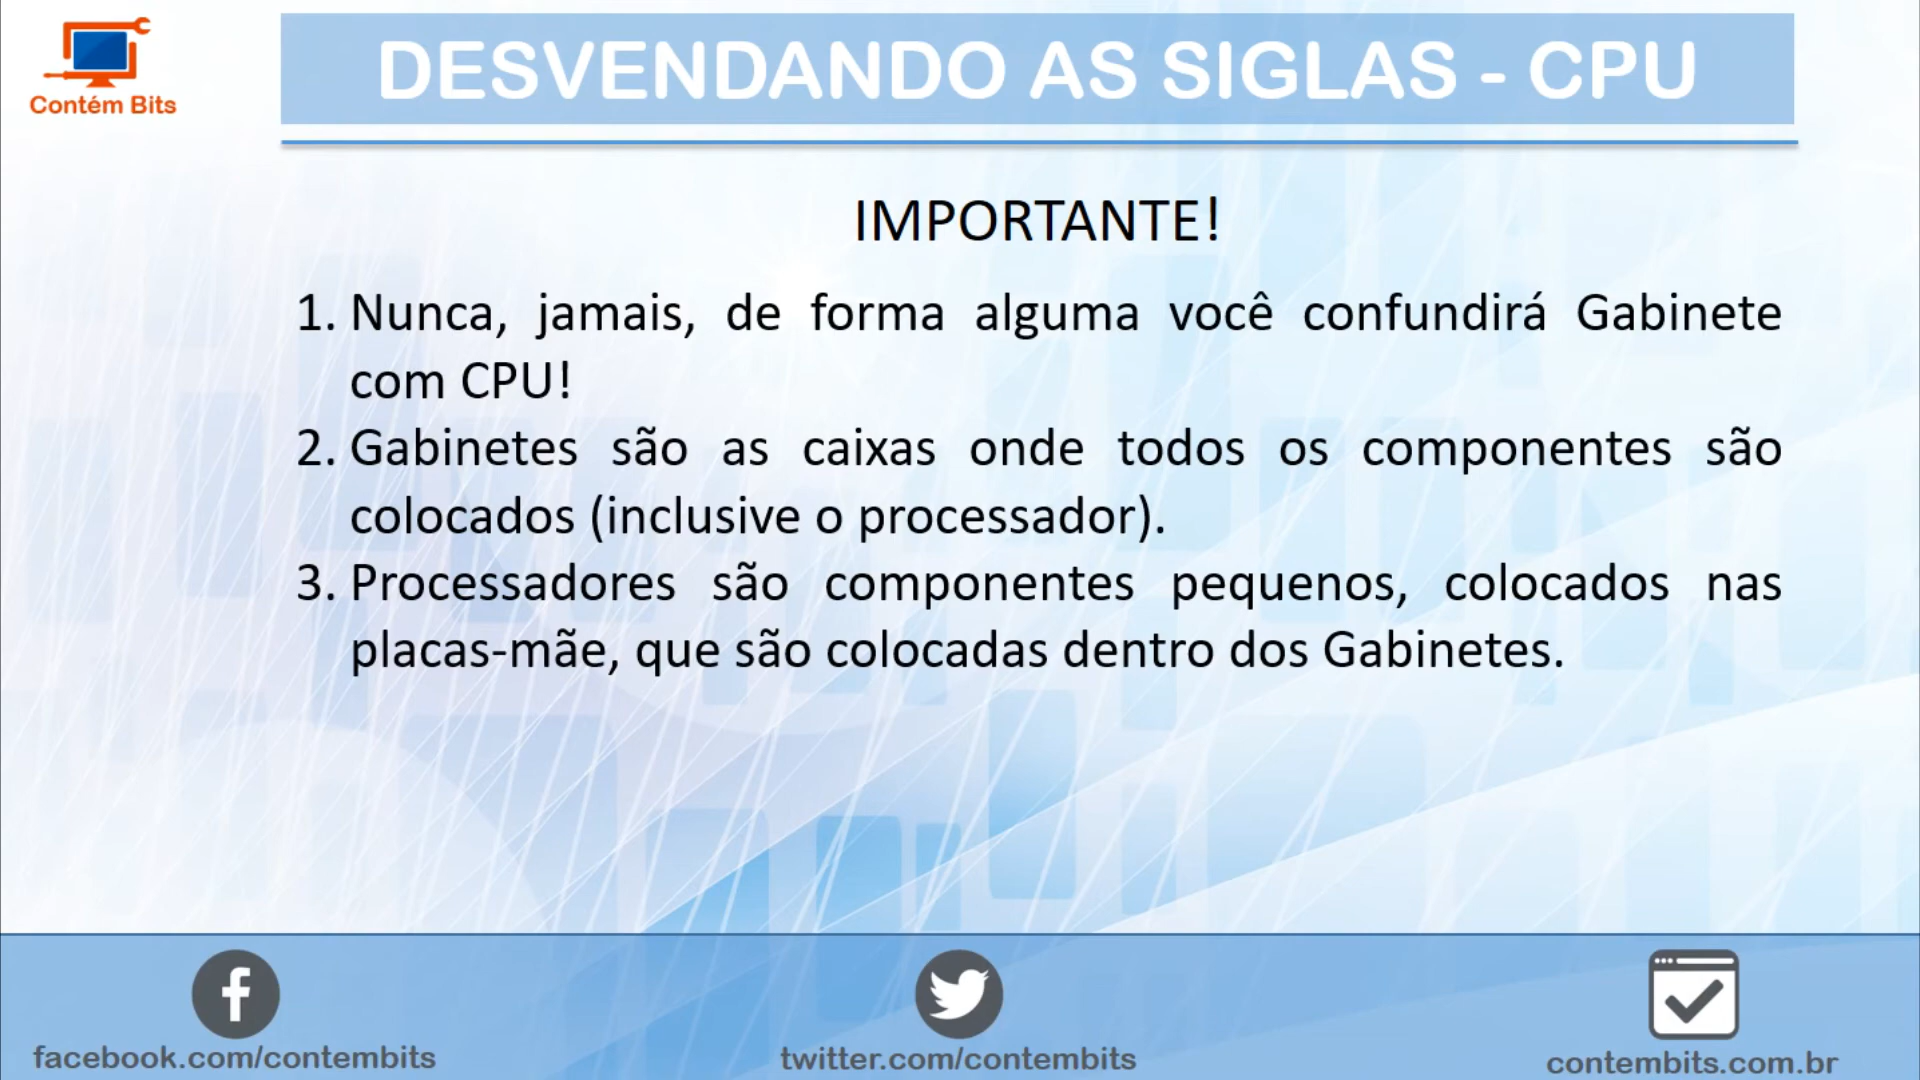 Contém Bits
DESVENDANDO AS SIGLAS - CPU
IMPORTANTE!
1. Nunca, jamais, de forma alguma você confundirá Gabinete
com CPU!
2. Gabinetes são as caixas onde todos os componentes são
colocados (inclusive o processador).
3. Processadores são componentes pequenos, colocados nas
placas-mãe, que são colocadas dentro dos Gabinetes.
facebook.com/contembits
twitter.com/contembits
contembits.com.br